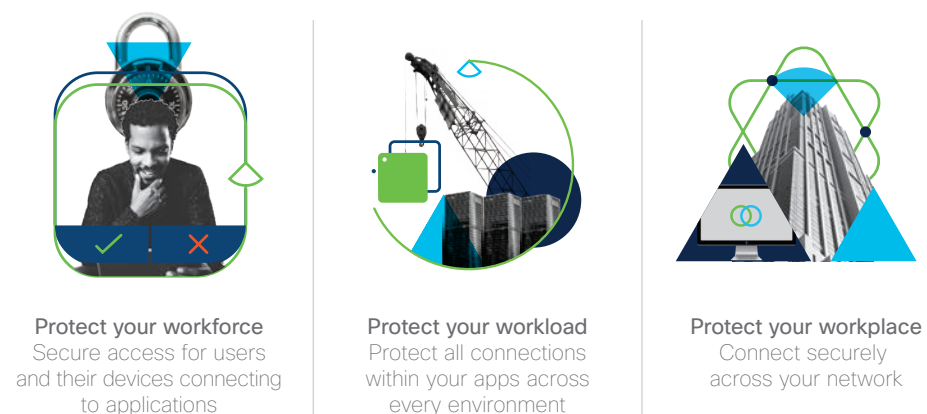 Protect your workforce
Secure access for users
and their devices connecting
to applications
Protect your workload
Protect all connections
within your apps across
every environment
Protect your workplace
Connect securely
across your network